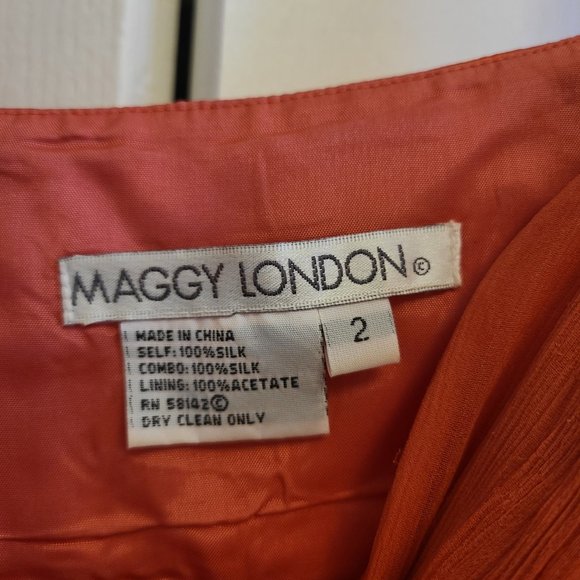 MAGGY LONDON ©
2
MADE IN CHINA
SELF: 100% SILK
COMBO: 100% SILK
LINING: 100% ACETATE
RN 58142 ©
DRY CLEAN ONLY